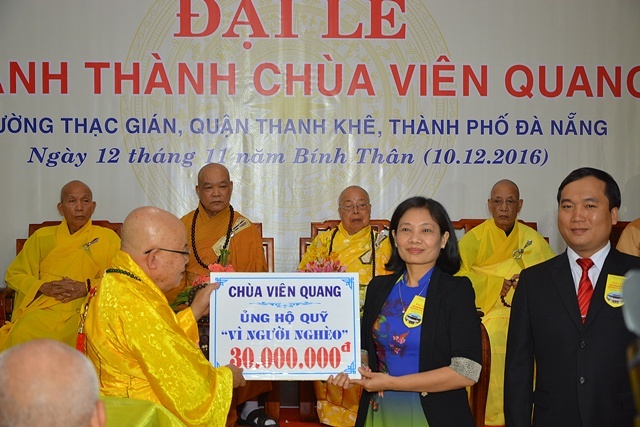 ĐẠI LỄ
ÁNH THÀNH CHÙA VIÊN QUANG
ƯỜNG THẠC GIÁN, QUẬN THANH KHÊ, THÀNH PHỐ ĐÀ NẴNG
Ngày 12 tháng 11 năm Bính Thân (10.12.2016)
CHÙA VIÊN QUANG
ỦNG HỘ QUỸ
"VÌ NGƯỜI NGHÈO"
30.000.000đ